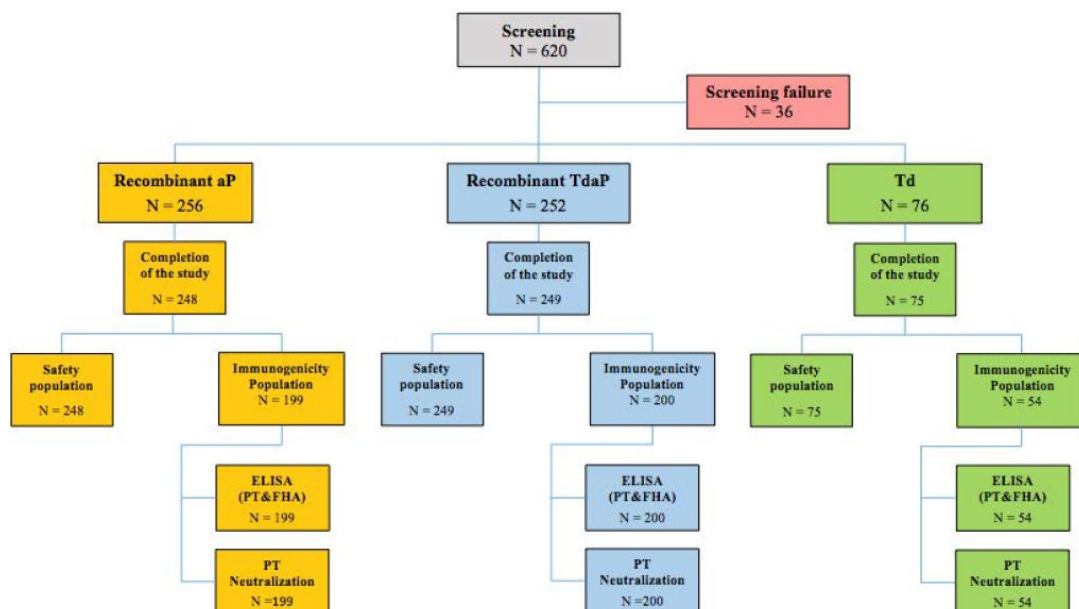 Screening
N = 620
Screening failure
N = 36
Recombinant aP
N = 256
Recombinant TdaP
N = 252
Td
N = 76
Completion
of the study
N = 248
Completion
of the study
N = 249
Completion
of the study
N = 75
Safety
population
N = 248
Immunogenicity
Population
N = 199
Safety
population
N = 249
Immunogenicity
Population
N = 200
Safety
population
N = 75
Immunogenicity
Population
N = 54
ELISA
(PT&FHA)
N = 199
ELISA
(PT&FHA)
N = 200
ELISA
(PT&FHA)
N = 54
PT
Neutralization
N =199
PT
Neutralization
N =200
PT
Neutralization
N = 54